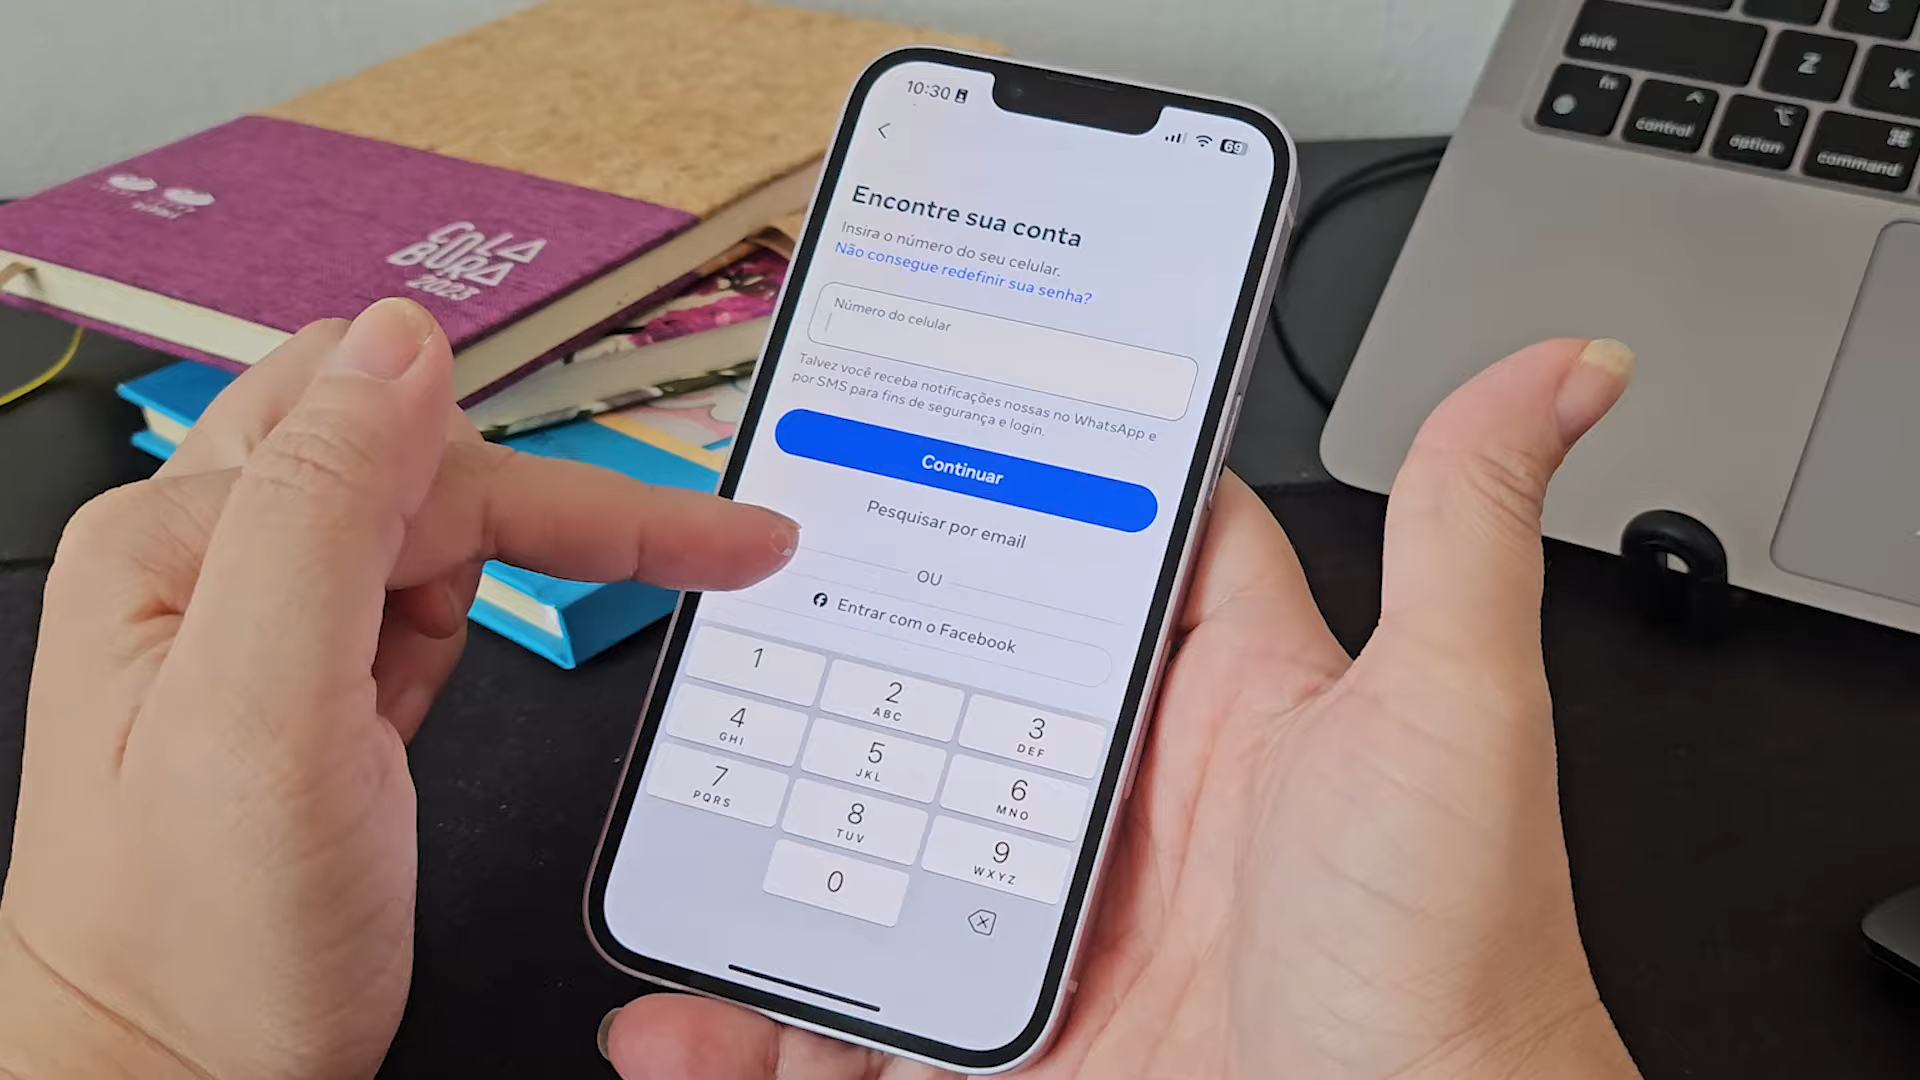 10:30
69
Encontre sua conta
Insira o número do seu celular.
Não consegue redefinir sua senha?
Número do celular
Talvez você receba notificações nossas no WhatsApp e
por SMS para fins de segurança e login.
Continuar
Pesquisar por email
OU
Entrar com o Facebook
1
2
ABC
3
DEF
4
GHI
5
JKL
6
MNO
7
PQRS
8
TUV
9
WXYZ
0
COLA
BORA
2023
shift
Z
X
S
fn
control
option
command